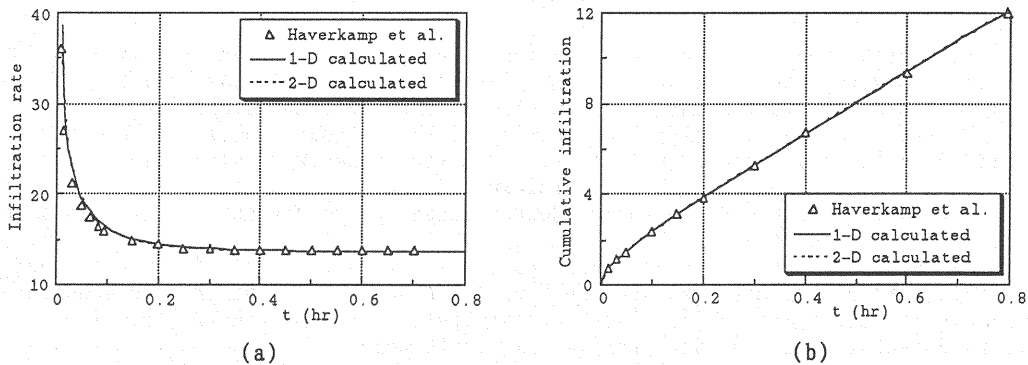 Infiltration rate
40
30
20
10
0
0.2
0.4
0.6
0.8
t (hr)
Haverkamp et al.
1-D calculated
2-D calculated
(a)
Cumulative infiltration
12
8
4
0
0
0.2
0.4
0.6
0.8
t (hr)
Haverkamp et al.
1-D calculated
2-D calculated
(b)